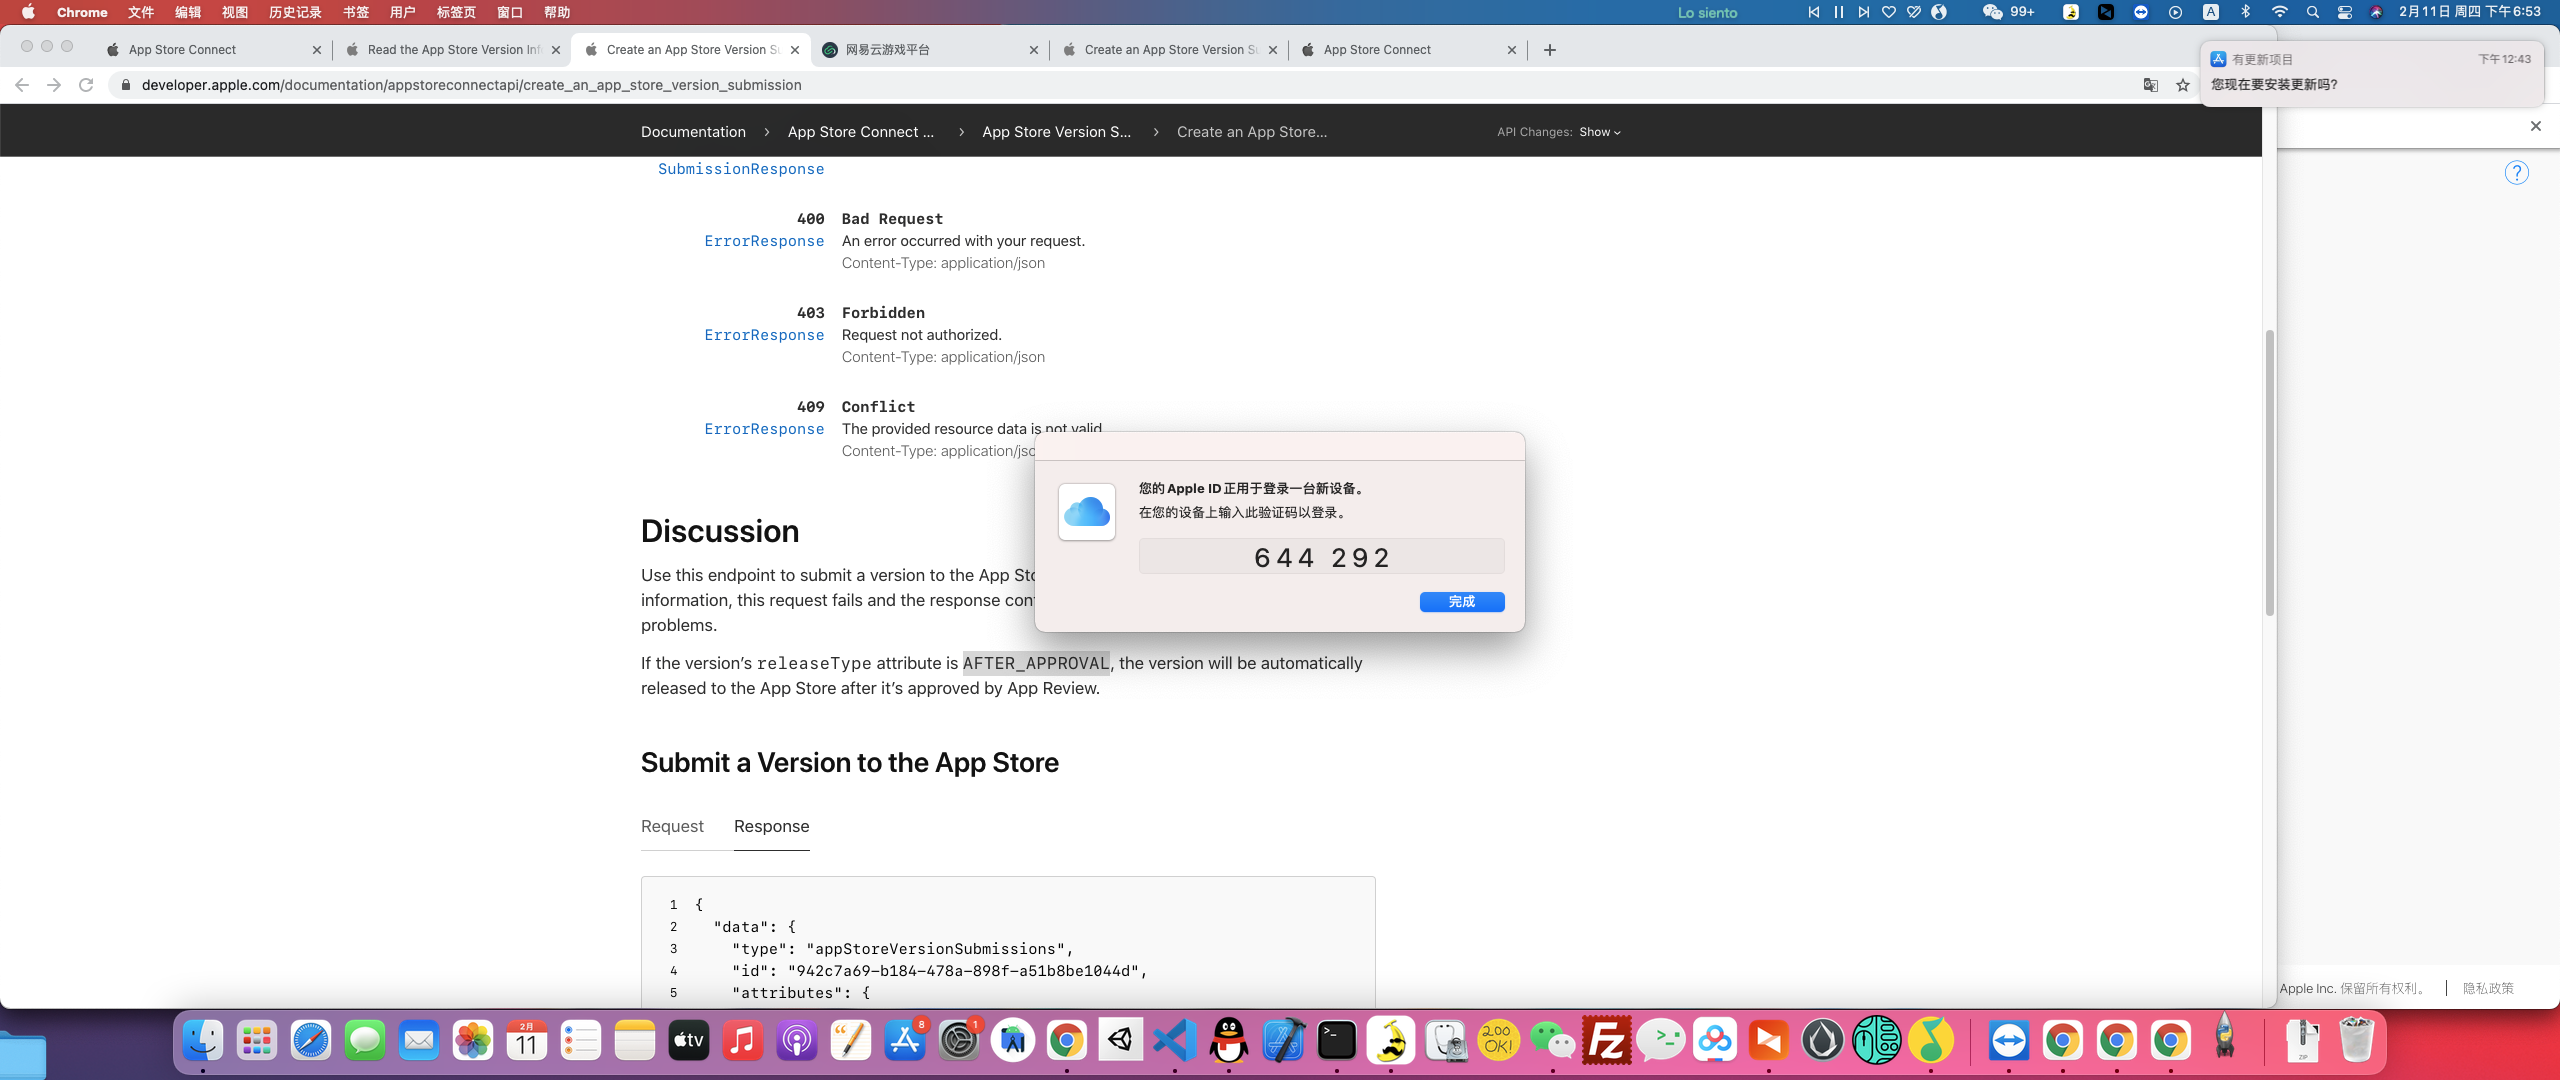 Chrome 文件 编辑 视图 历史记录 书签 用户 标签页 窗口 帮助
Lo siento
99+
A
2月11日 周四 下午6:53
App Store Connect
Read the App Store Version Inf
Create an App Store Version Su
网易云游戏平台
Create an App Store Version Su
App Store Connect
developer.apple.com/documentation/appstoreconnectapi/create_an_app_store_version_submission
有更新项目
下午12:43
您现在要安装更新吗?
Documentation > App Store Connect ... > App Store Version S... > Create an App Store...
API Changes: Show
SubmissionResponse
400 Bad Request
ErrorResponse An error occurred with your request.
Content-Type: application/json
403 Forbidden
ErrorResponse Request not authorized.
Content-Type: application/json
409 Conflict
ErrorResponse The provided resource data is not valid
Content-Type: application/jso
?
您的 Apple ID 正用于登录一台新设备。
在您的设备上输入此验证码以登录。
644 292
完成
Discussion
Use this endpoint to submit a version to the App Sto
information, this request fails and the response con
problems.
If the version's releaseType attribute is AFTER_APPROVAL, the version will be automatically
released to the App Store after it's approved by App Review.
Submit a Version to the App Store
Request Response
1 {
2 "data": {
3 "type": "appStoreVersionSubmissions",
4 "id": "942c7a69-b184-478a-898f-a51b8be1044d",
5 "attributes": {
Apple Inc. 保留所有权利。 | 隐私政策
2月
11
tv
8
1
200
OK!
FZ
ZIP